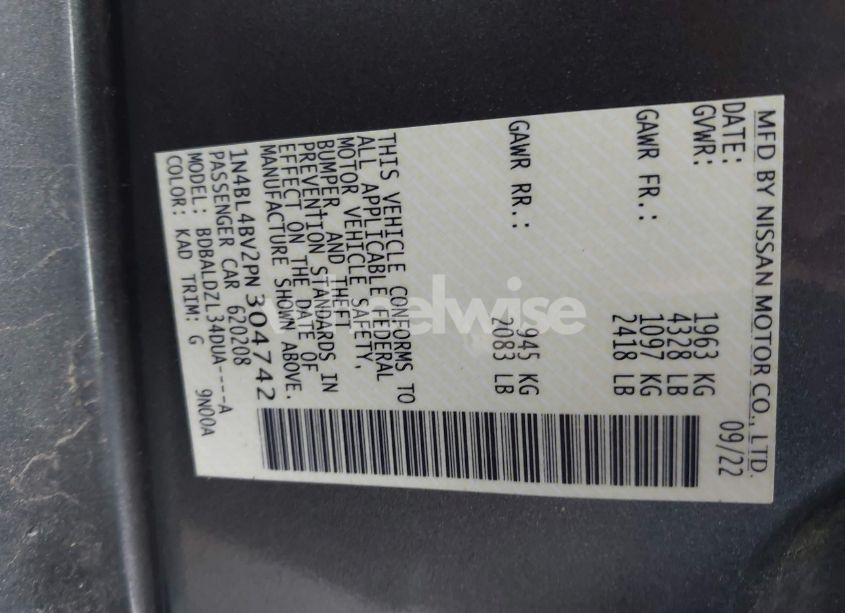 MFD BY NISSAN MOTOR CO., LTD.
DATE: 09/22
GVWR: 1963 KG
4328 LB
GAWR FR.: 1097 KG
2418 LB
GAWR RR.: 945 KG
2083 LB
THIS VEHICLE CONFORMS TO
ALL APPLICABLE FEDERAL
MOTOR VEHICLE SAFETY,
BUMPER, AND THEFT
PREVENTION STANDARDS IN
EFFECT ON THE DATE OF
MANUFACTURE SHOWN ABOVE.
1N4BL4BV2PN304742
PASSENGER CAR 620208
MODEL: BDBALDZL34DUA----A
COLOR: KAD TRIM: G 9N00A